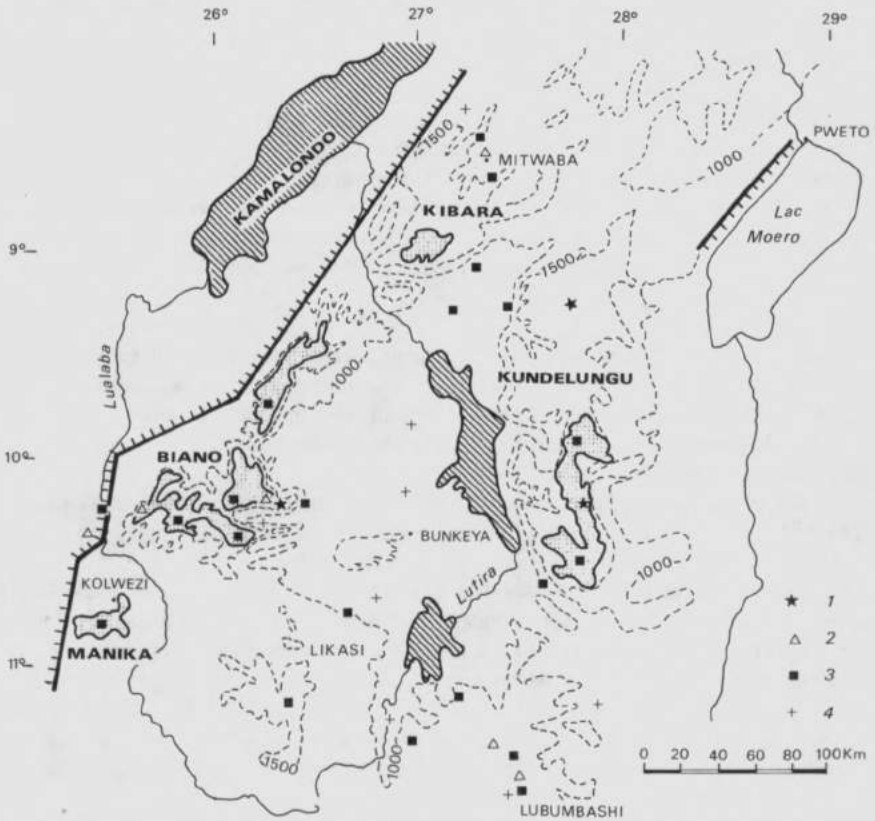 26° 27° 28° 29°
PWETO
1500
MITWABA
1000
KAMALONDO
KIBARA
Lac
Moero
9°
1500
KUNDELUNGU
Lualaba
1000
10°
BIANO
BUNKEYA
KOLWEZI
Lufira
1000
1
2
MANIKA
LIKASI
3
11°
4
1500
1000
0 20 40 60 80 100Km
LUBUMBASHI